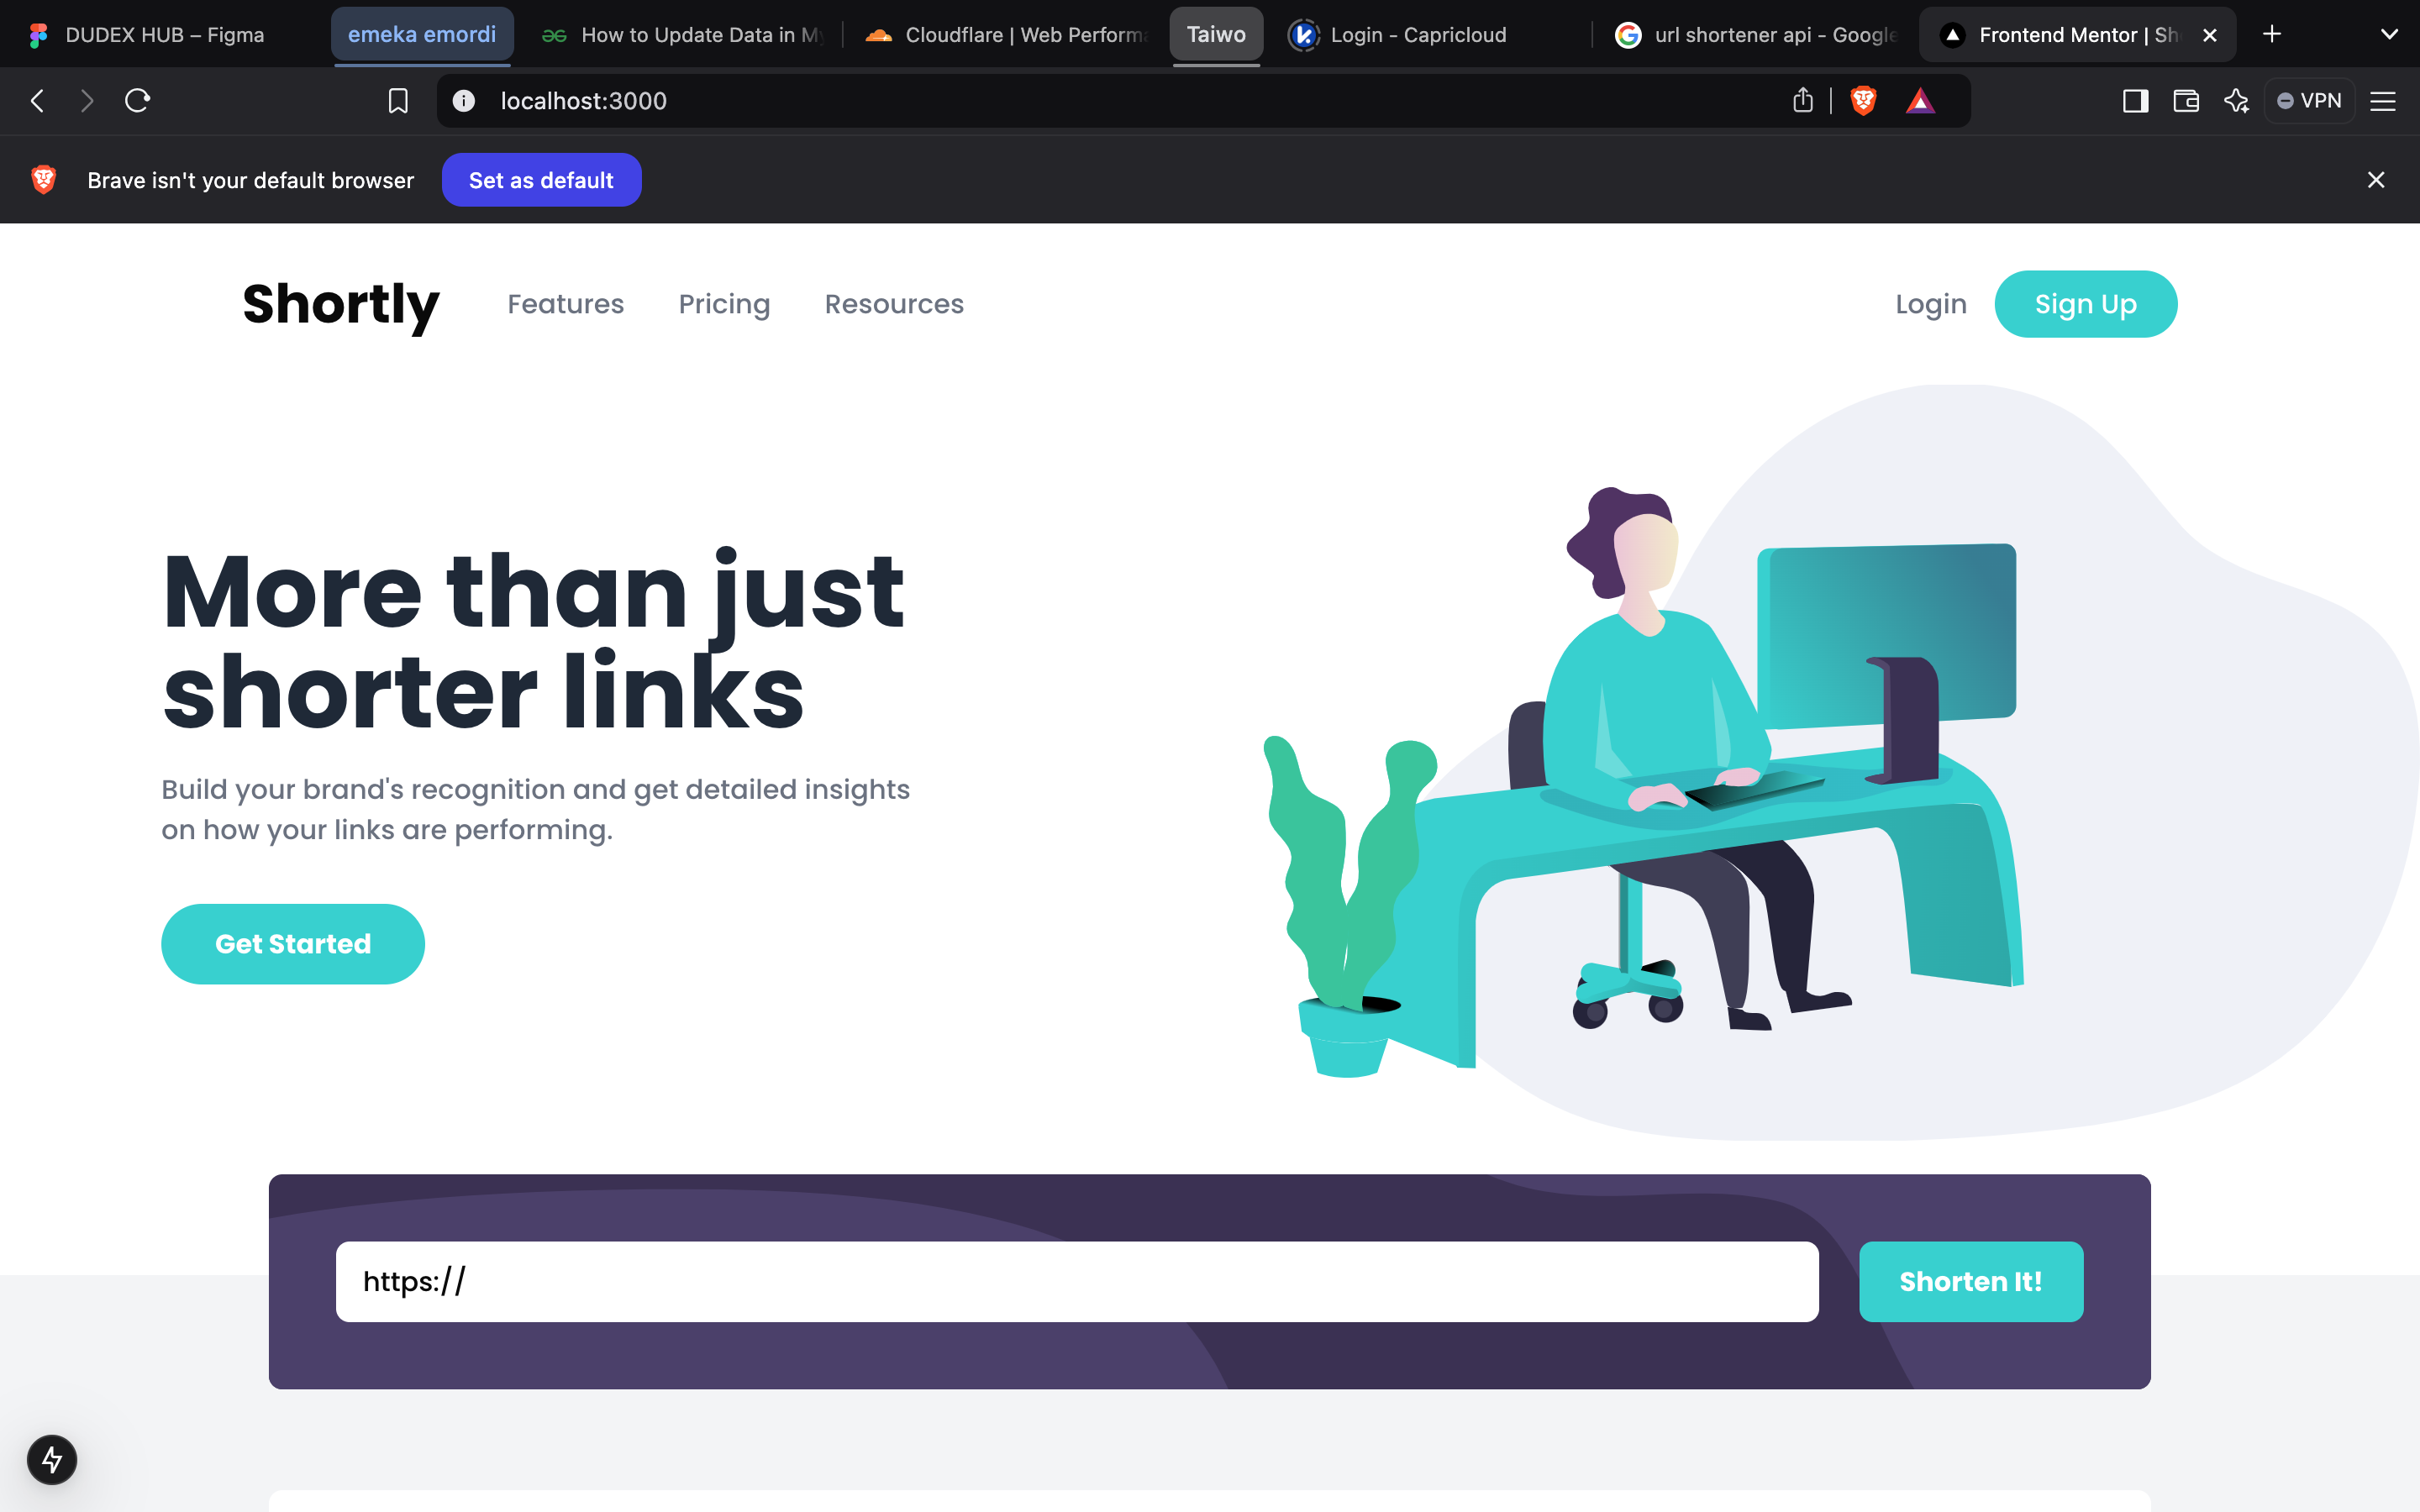 DUDEX HUB – Figma
emeka emordi
How to Update Data in M
Cloudflare | Web Perform
Taiwo
Login - Capricloud
url shortener api - Google
Frontend Mentor | Sh
localhost:3000
VPN
Brave isn't your default browser
Set as default
Shortly
Features
Pricing
Resources
Login
Sign Up
More than just
shorter links
Build your brand's recognition and get detailed insights
on how your links are performing.
Get Started
https://
Shorten It!